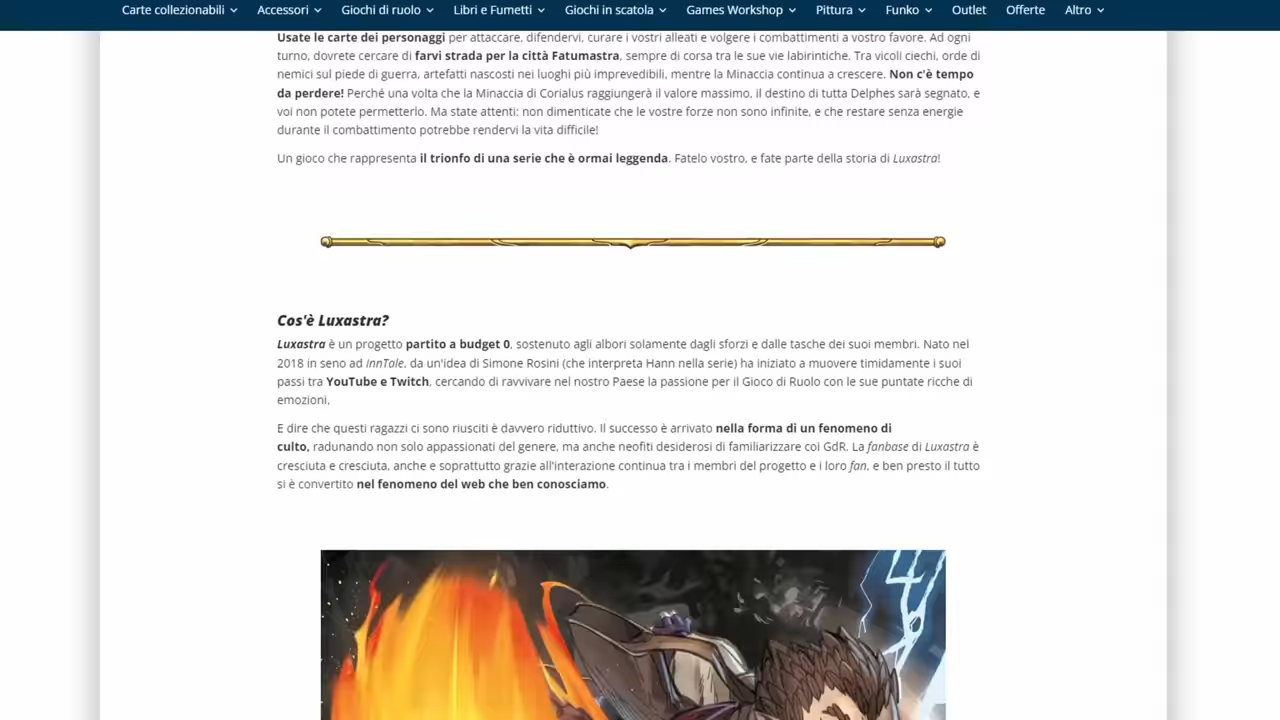 Carte collezionabili Accessori Giochi di ruolo Libri e Fumetti Giochi in scatola Games Workshop Pittura Funko Outlet Offerte Altro
Usate le carte dei personaggi per attaccare, difendervi, curare i vostri alleati e volgere i combattimenti a vostro favore. Ad ogni
turno, dovrete cercare di farvi strada per la città Fatumastra, sempre di corsa tra le sue vie labirintiche. Tra vicoli ciechi, orde di
nemici sul piede di guerra, artefatti nascosti nei luoghi più imprevedibili, mentre la Minaccia continua a crescere. Non c'è tempo
da perdere! Perché una volta che la Minaccia di Corialus raggiungerà il valore massimo, il destino di tutta Delphes sarà segnato, e
voi non potete permetterlo. Ma state attenti: non dimenticate che le vostre forze non sono infinite, e che restare senza energie
durante il combattimento potrebbe rendervi la vita difficile!
Un gioco che rappresenta il trionfo di una serie che è ormai leggenda. Fatelo vostro, e fate parte della storia di Luxastra!
Cos'è Luxastra?
Luxastra è un progetto partito a budget 0, sostenuto agli albori solamente dagli sforzi e dalle tasche dei suoi membri. Nato nel
2018 in seno ad InnTale, da un'idea di Simone Rosini (che interpreta Hann nella serie) ha iniziato a muovere timidamente i suoi
passi tra YouTube e Twitch, cercando di ravvivare nel nostro Paese la passione per il Gioco di Ruolo con le sue puntate ricche di
emozioni.
E dire che questi ragazzi ci sono riusciti è davvero riduttivo. Il successo è arrivato nella forma di un fenomeno di
culto, radunando non solo appassionati del genere, ma anche neofiti desiderosi di familiarizzare coi GdR. La fanbase di Luxastra è
cresciuta e cresciuta, anche e soprattutto grazie all'interazione continua tra i membri del progetto e i loro fan, e ben presto il tutto
si è convertito nel fenomeno del web che ben conosciamo.